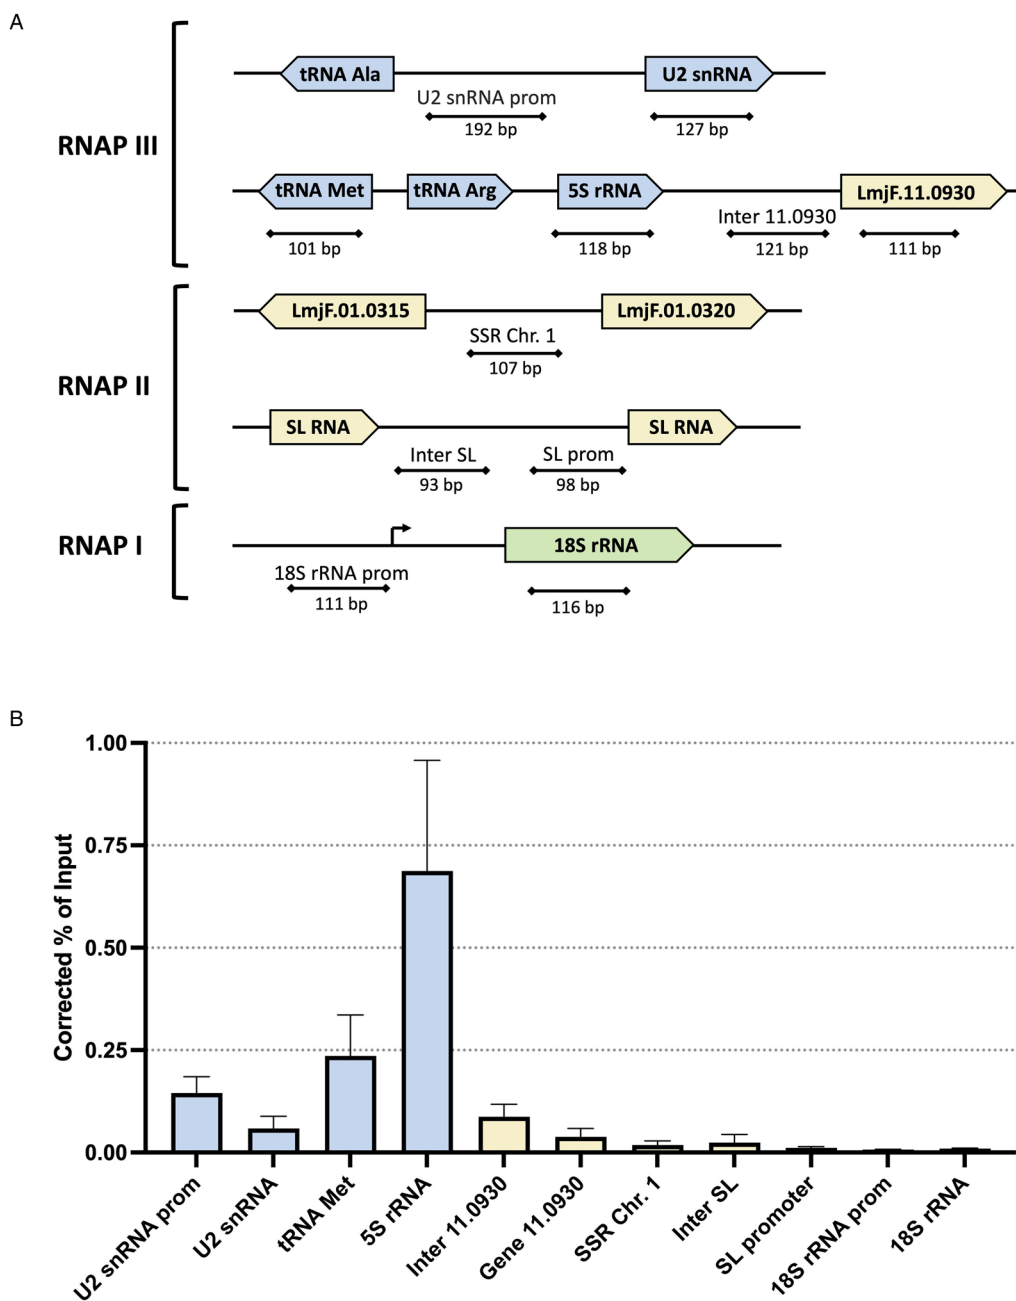 A
RNAP III
tRNA Ala
U2 snRNA
U2 snRNA prom
192 bp
127 bp
tRNA Met
tRNA Arg
5S rRNA
LmjF.11.0930
Inter 11.0930
101 bp
118 bp
121 bp
111 bp
RNAP II
LmjF.01.0315
LmjF.01.0320
SSR Chr. 1
107 bp
SL RNA
SL RNA
Inter SL
SL prom
93 bp
98 bp
RNAP I
18S rRNA
18S rRNA prom
111 bp
116 bp
B
Corrected % of Input
1.00
0.75
0.50
0.25
0.00
U2 snRNA prom
U2 snRNA
tRNA Met
5S rRNA
Inter 11.0930
Gene 11.0930
SSR Chr. 1
Inter SL
SL promoter
18S rRNA prom
18S rRNA